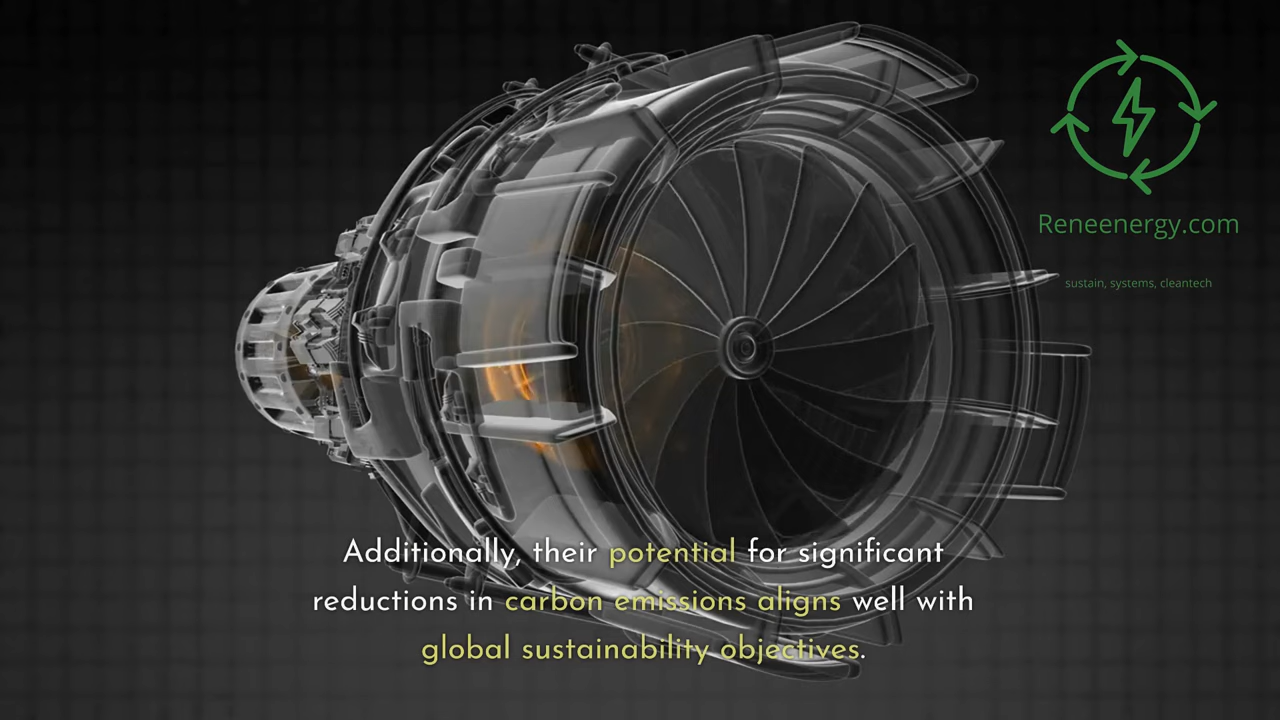 Reneenergy.com
sustain, systems, cleantech
Additionally, their potential for significant
reductions in carbon emissions aligns well with
global sustainability objectives.